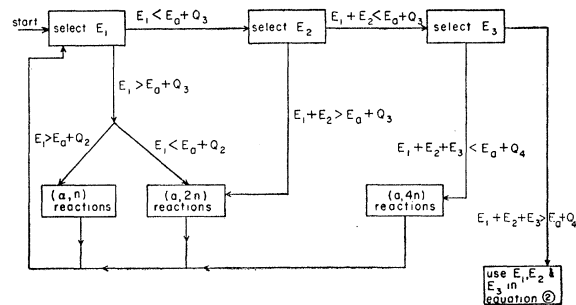 start
select E₁
E₁<Eₐ+Q₃
select E₂
E₁+E₂<Eₐ+Q₃
select E₃
E₁>Eₐ+Q₃
E₁+E₂>Eₐ+Q₃
E₁>Eₐ+Q₂
E₁<Eₐ+Q₂
E₁+E₂+E₃<Eₐ+Q₄
(α,n)
reactions
(a,2n)
reactions
(a,4n)
reactions
E₁+E₂+E₃>Eₐ+Q₄
use E₁,E₂ &
E₃ in
equation ②